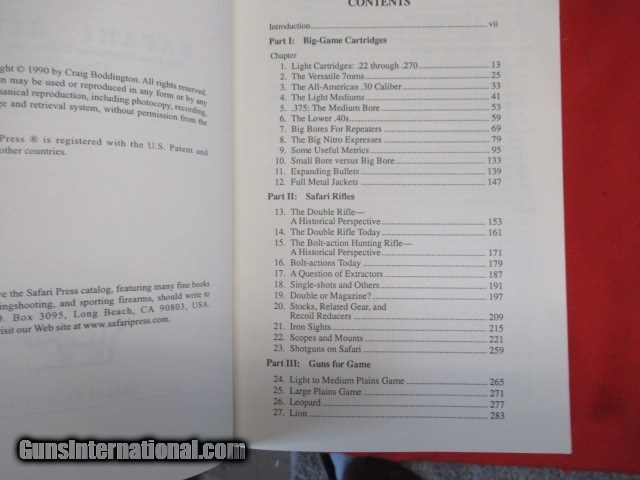 ght © 1990 by Craig Boddington. All rights reserved.
on may be used or reproduced in any form or by any
hanical reproduction, including photocopy, recording,
ge and retrieval system, without permission from the
Press ® is registered with the U.S. Patent and
other countries.
ve the Safari Press catalog, featuring many fine books
ingshooting, and sporting firearms, should write to
O. Box 3095, Long Beach, CA 90803, USA.
visit our Web site at www.safaripress.com.
CONTENTS
Introduction vii
Part I: Big-Game Cartridges
Chapter
1. Light Cartridges: .22 through .270 13
2. The Versatile 7mms 25
3. The All-American .30 Caliber 33
4. The Light Mediums 41
5. .375: The Medium Bore 53
6. The Lower .40s 59
7. Big Bores For Repeaters 69
8. The Big Nitro Expresses 79
9. Some Useful Metrics 95
10. Small Bore versus Big Bore 133
11. Expanding Bullets 139
12. Full Metal Jackets 147
Part II: Safari Rifles
13. The Double Rifle—
A Historical Perspective 153
14. The Double Rifle Today 161
15. The Bolt-action Hunting Rifle—
A Historical Perspective 171
16. Bolt-actions Today 179
17. A Question of Extractors 187
18. Single-shots and Others 191
19. Double or Magazine? 197
20. Stocks, Related Gear, and
Recoil Reducers 209
21. Iron Sights 215
22. Scopes and Mounts 221
23. Shotguns on Safari 259
Part III: Guns for Game
24. Light to Medium Plains Game 265
25. Large Plains Game 271
26. Leopard 277
27. Lion 283
GunsInternational.com